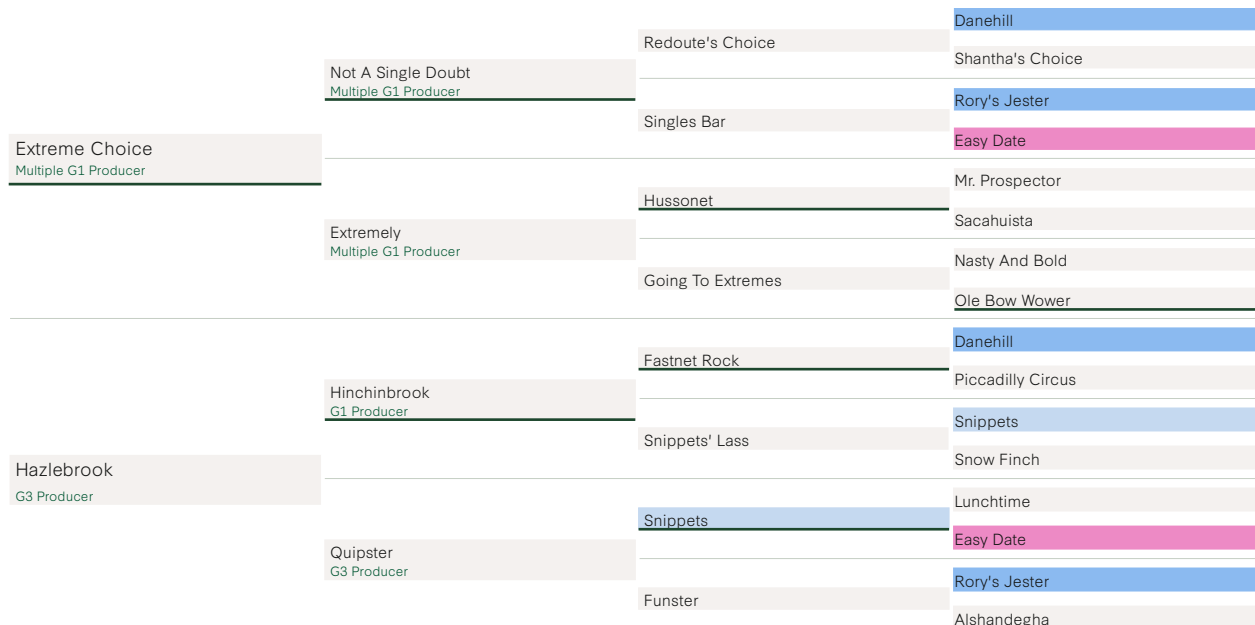 Extreme Choice
Multiple G1 Producer
Hazlebrook
G3 Producer
Not A Single Doubt
Multiple G1 Producer
Extremely
Multiple G1 Producer
Hinchinbrook
G1 Producer
Quipster
G3 Producer
Redoute's Choice
Singles Bar
Hussonet
Going To Extremes
Fastnet Rock
Snippets' Lass
Snippets
Funster
Danehill
Shantha's Choice
Rory's Jester
Easy Date
Mr. Prospector
Sacahuista
Nasty And Bold
Ole Bow Wower
Danehill
Piccadilly Circus
Snippets
Snow Finch
Lunchtime
Easy Date
Rory's Jester
Alshandegha